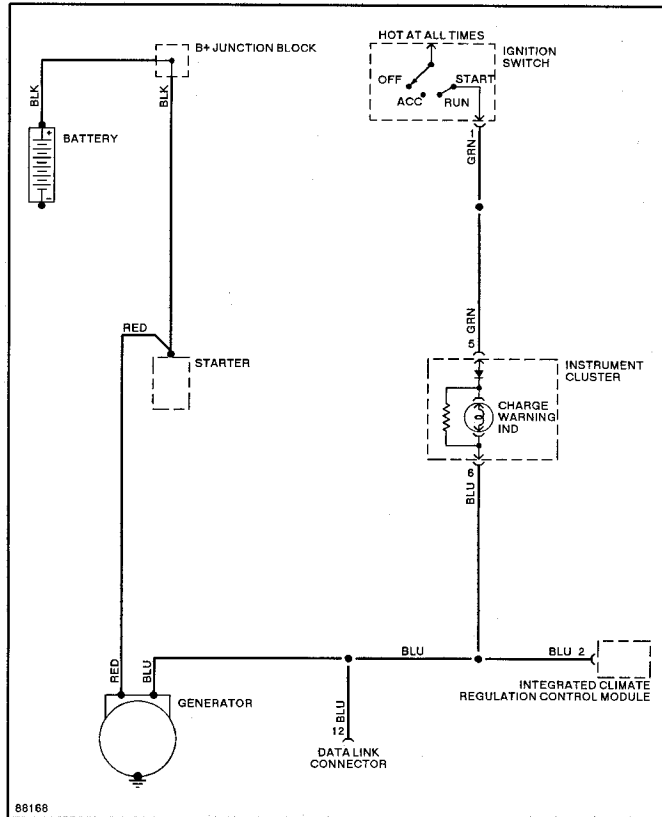 B+ JUNCTION BLOCK
HOT AT ALL TIMES
IGNITION
SWITCH
OFF
START
ACC
RUN
BLK
BLK
1
GRN
BATTERY
+
-
GRN
5
RED
STARTER
INSTRUMENT
CLUSTER
CHARGE
WARNING
IND
6
BLU
BLU
BLU 2
RED
BLU
GENERATOR
INTEGRATED CLIMATE
REGULATION CONTROL MODULE
BLU
12
DATA LINK
CONNECTOR
88168